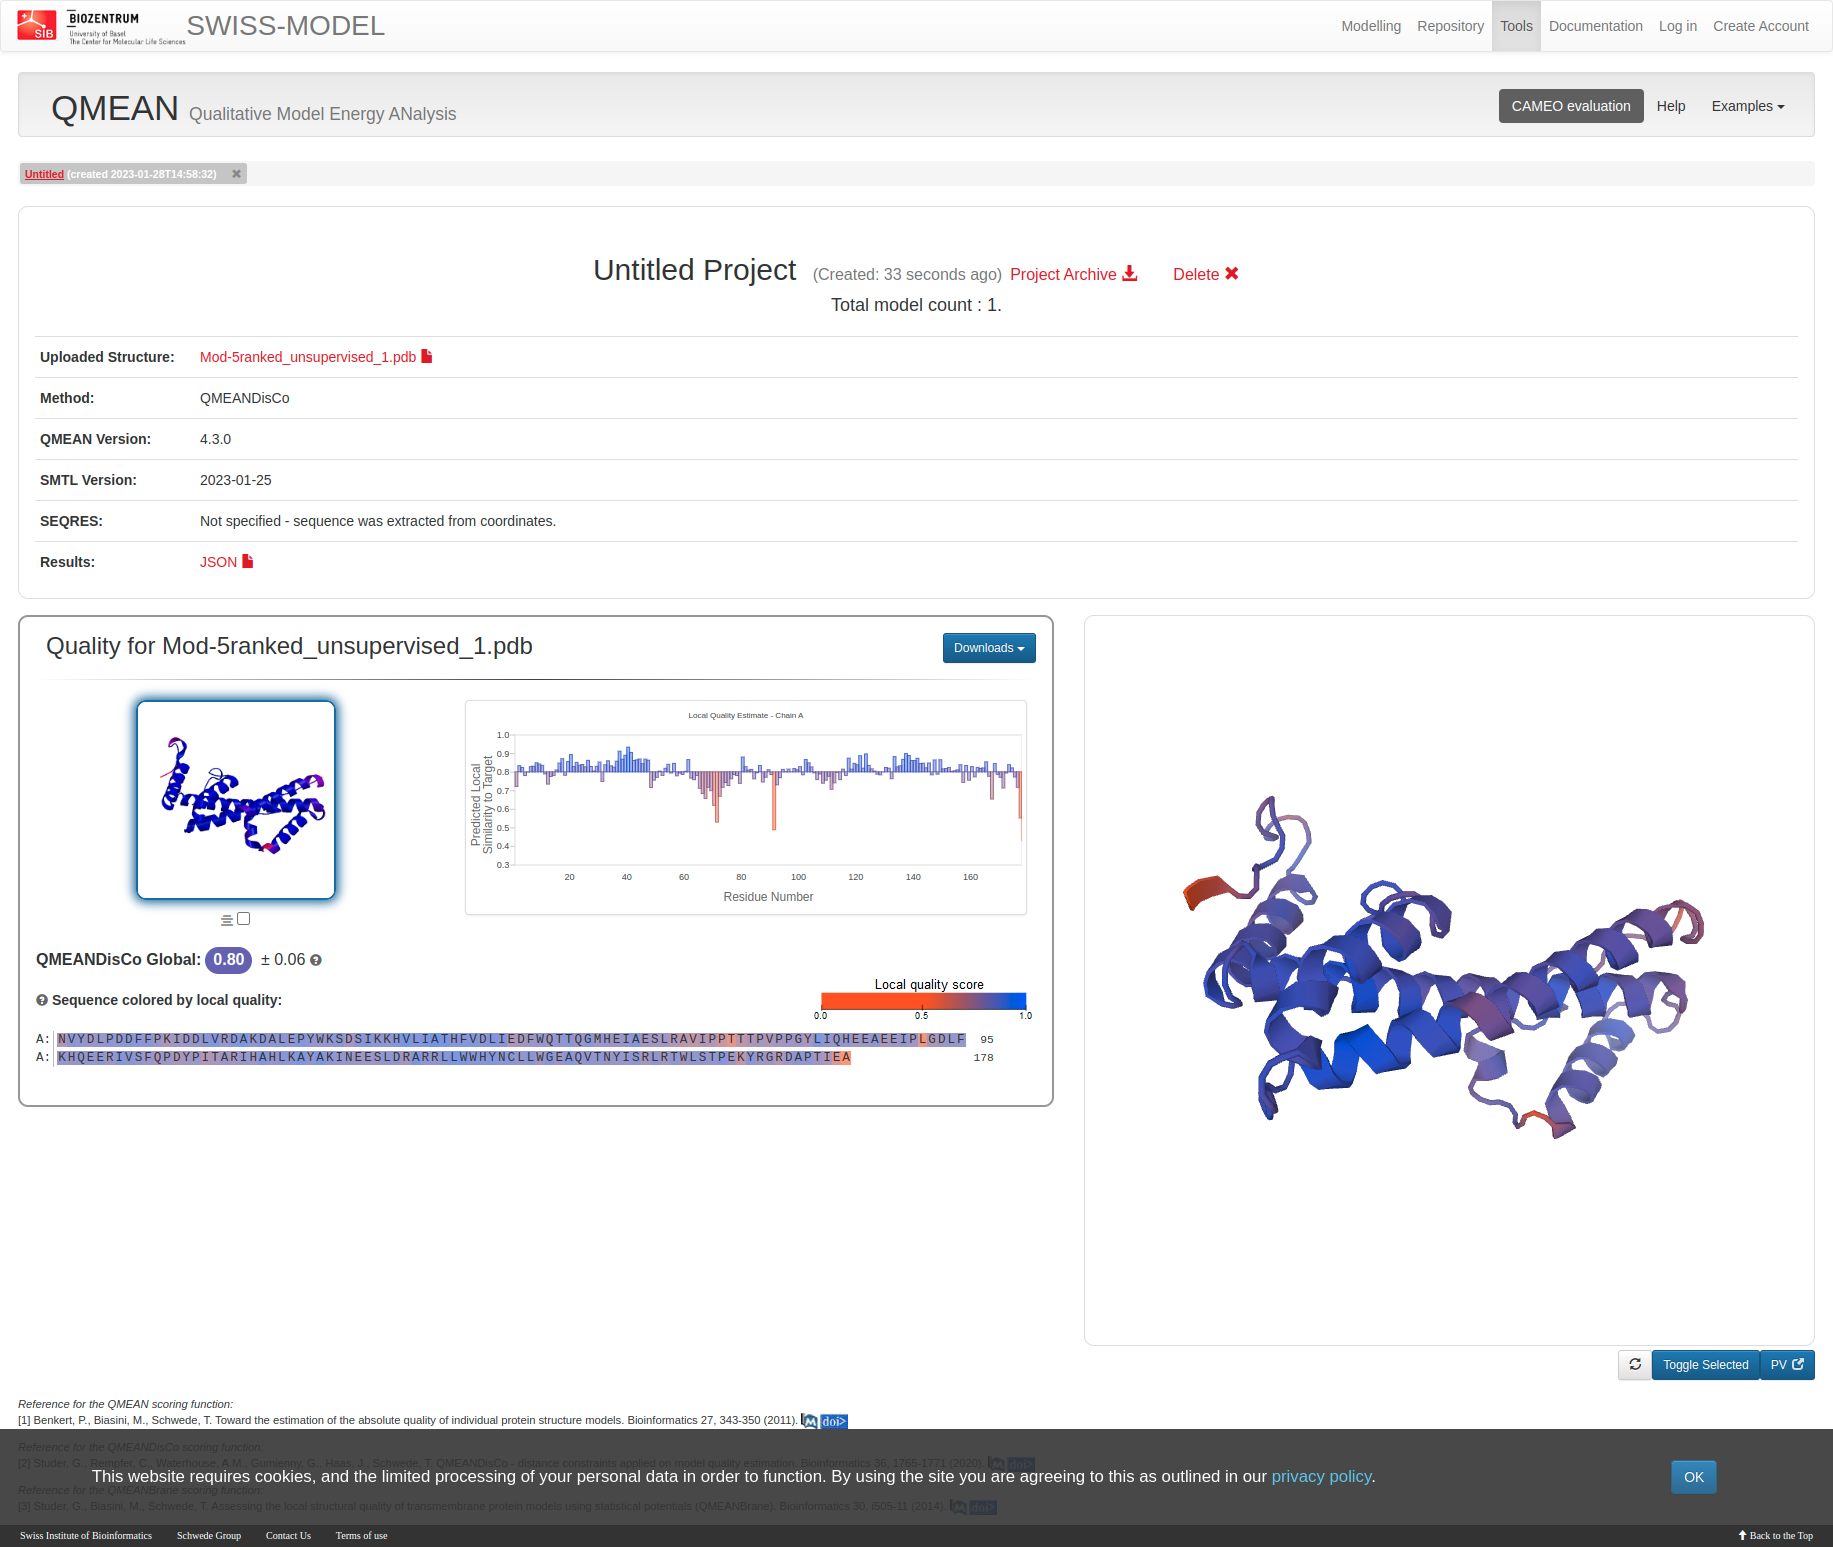 SIB
BIOZENTRUM
University of Basel
The Center for Molecular Life Sciences
SWISS-MODEL
Modelling Repository Tools Documentation Log in Create Account
QMEAN Qualitative Model Energy ANalysis
CAMEO evaluation Help Examples
Untitled (created 2023-01-28T14:58:32)
Untitled Project (Created: 33 seconds ago) Project Archive Delete
Total model count : 1.
Uploaded Structure: Mod-5ranked_unsupervised_1.pdb
Method: QMEANDisCo
QMEAN Version: 4.3.0
SMTL Version: 2023-01-25
SEQRES: Not specified - sequence was extracted from coordinates.
Results: JSON
Quality for Mod-5ranked_unsupervised_1.pdb
Downloads
Local Quality Estimate - Chain A
Predicted Local
Similarity to Target
1.0
0.9
0.8
0.7
0.6
0.5
0.4
0.3
20 40 60 80 100 120 140 160
Residue Number
QMEANDisCo Global: 0.80 ± 0.06
Sequence colored by local quality:
Local quality score
0.0 0.5 1.0
A: NVYDLPDDFFPKIDDLVRDAKDALEPYWKSDSIKKHVLIATHFVDLIEDFWQTTQGMHEIAESLRAVIPPTTTPVPPGYLIQHEEAEEIPLGDLF 95
A: KHQEERIVSFQPDYPITARIHAHLKAYAKINEESLDRARRLLWWHYNCLLWGEAQVTNYISRLRTWLSTPEKYRGRDAPTIEA 178
Toggle Selected
PV
Reference for the QMEAN scoring function:
[1] Benkert, P., Biasini, M., Schwede, T. Toward the estimation of the absolute quality of individual protein structure models. Bioinformatics 27, 343-350 (2011).
doi>
Reference for the QMEANDisCo scoring function:
[2] Studer, G., Rempfer, C., Waterhouse, A.M., Gumienny, G., Haas, J., Schwede, T. QMEANDisCo - distance constraints applied on model quality estimation. Bioinformatics 36, 1765-1771 (2020).
doi>
This website requires cookies, and the limited processing of your personal data in order to function. By using the site you are agreeing to this as outlined in our privacy policy.
OK
Reference for the QMEANBrane scoring function:
[3] Studer, G., Biasini, M., Schwede, T. Assessing the local structural quality of transmembrane protein models using statistical potentials (QMEANBrane). Bioinformatics 30, i505-11 (2014).
doi>
Swiss Institute of Bioinformatics Schwede Group Contact Us Terms of use
Back to the Top